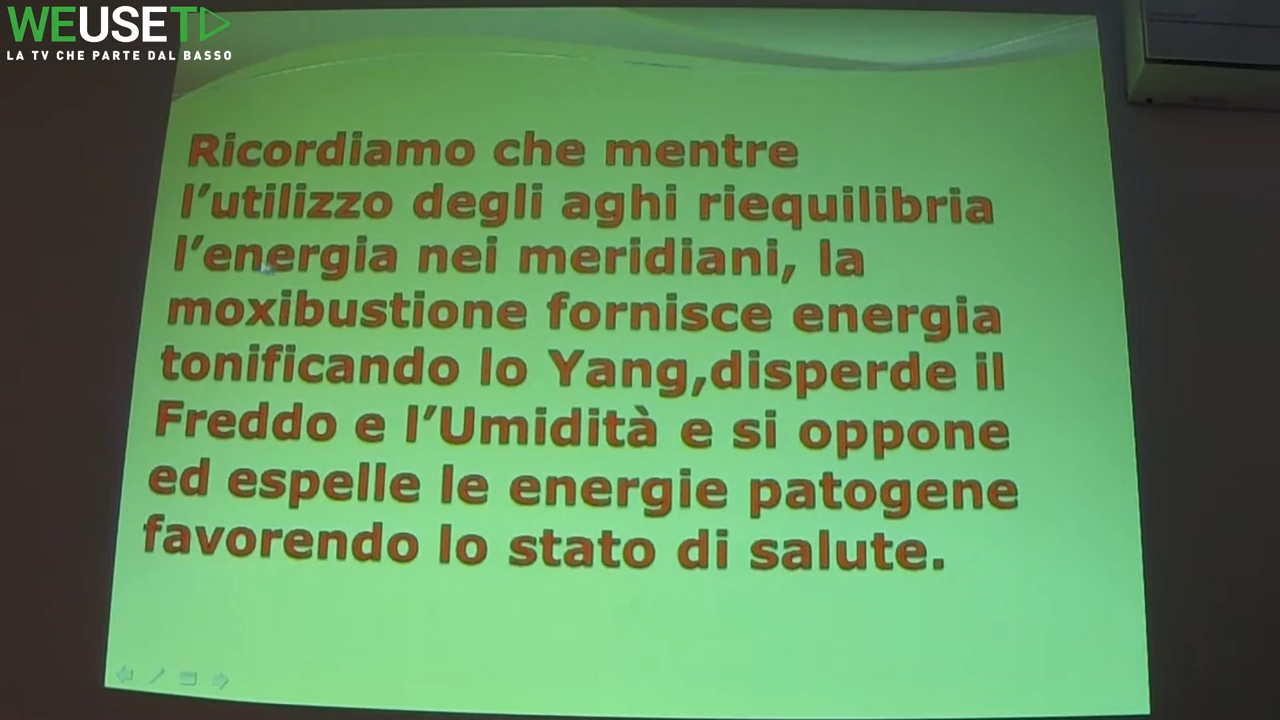 WEUSETV
LA TV CHE PARTE DAL BASSO
Ricordiamo che mentre
l’utilizzo degli aghi riequilibria
l’energia nei meridiani, la
moxibustione fornisce energia
tonificando lo Yang,disperde il
Freddo e l’Umidità e si oppone
ed espelle le energie patogene
favorendo lo stato di salute.